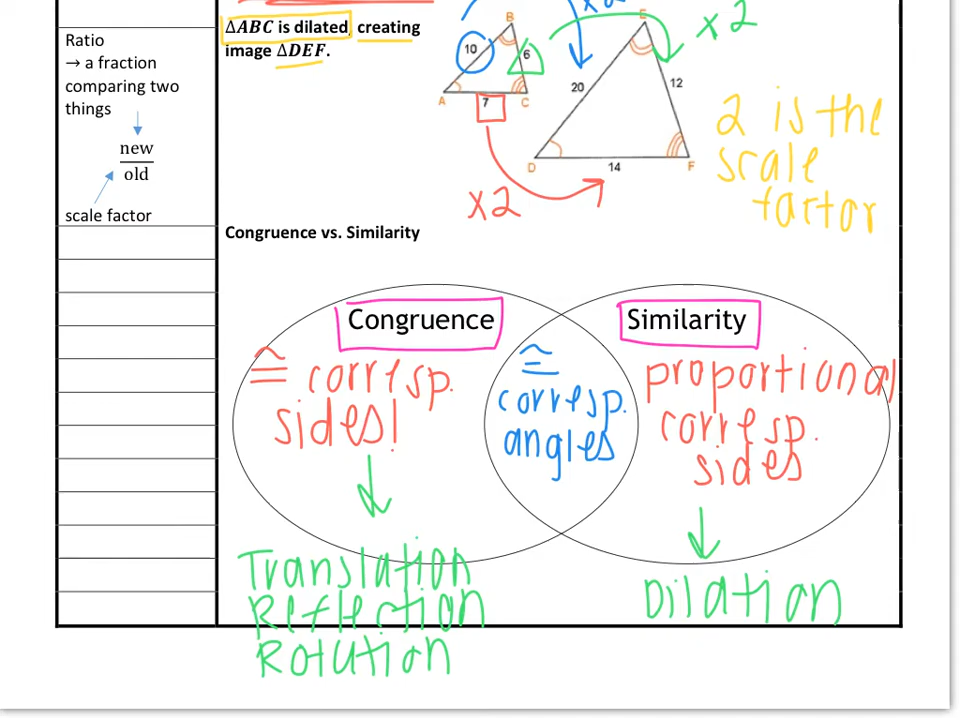 Ratio
→ a fraction
comparing two
things
new
old
scale factor
ΔABC is dilated, creating
image ΔDEF.
B
10
6
A
7
C
x2
E
20
12
D
14
F
x2
2 is the
scale
factor
Congruence vs. Similarity
Congruence
≅ corresp.
sides!
Translation
Reflection
Rotation
≅
corresp.
angles
Similarity
proportional
corresp.
sides
Dilation